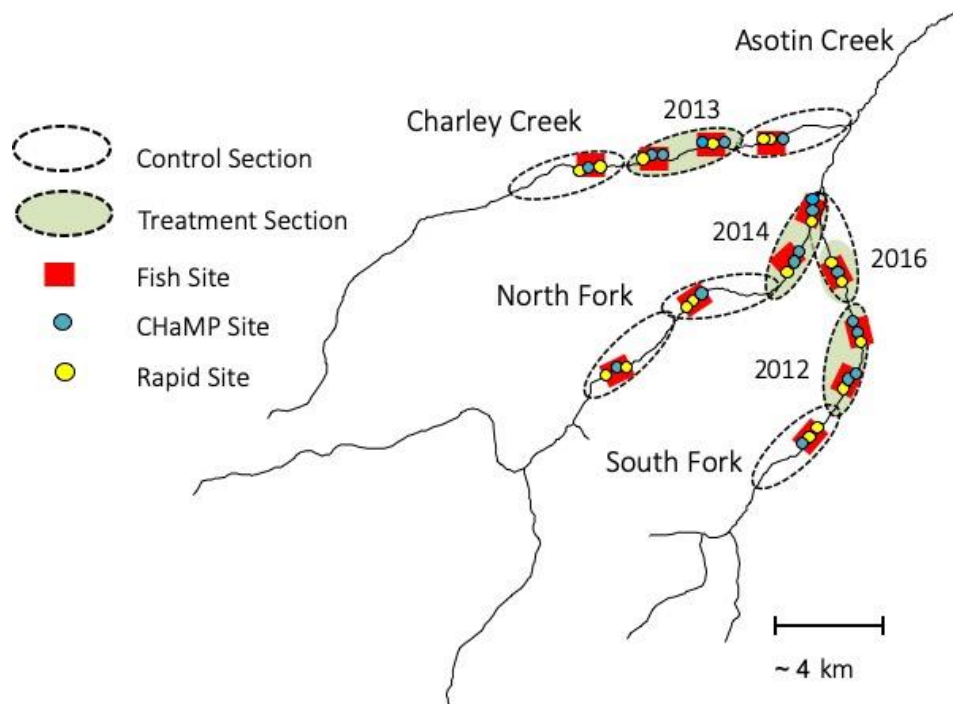 Asotin Creek
2013
Charley Creek
Control Section
Treatment Section
2014
2016
Fish Site
North Fork
CHaMP Site
2012
Rapid Site
South Fork
~ 4 km